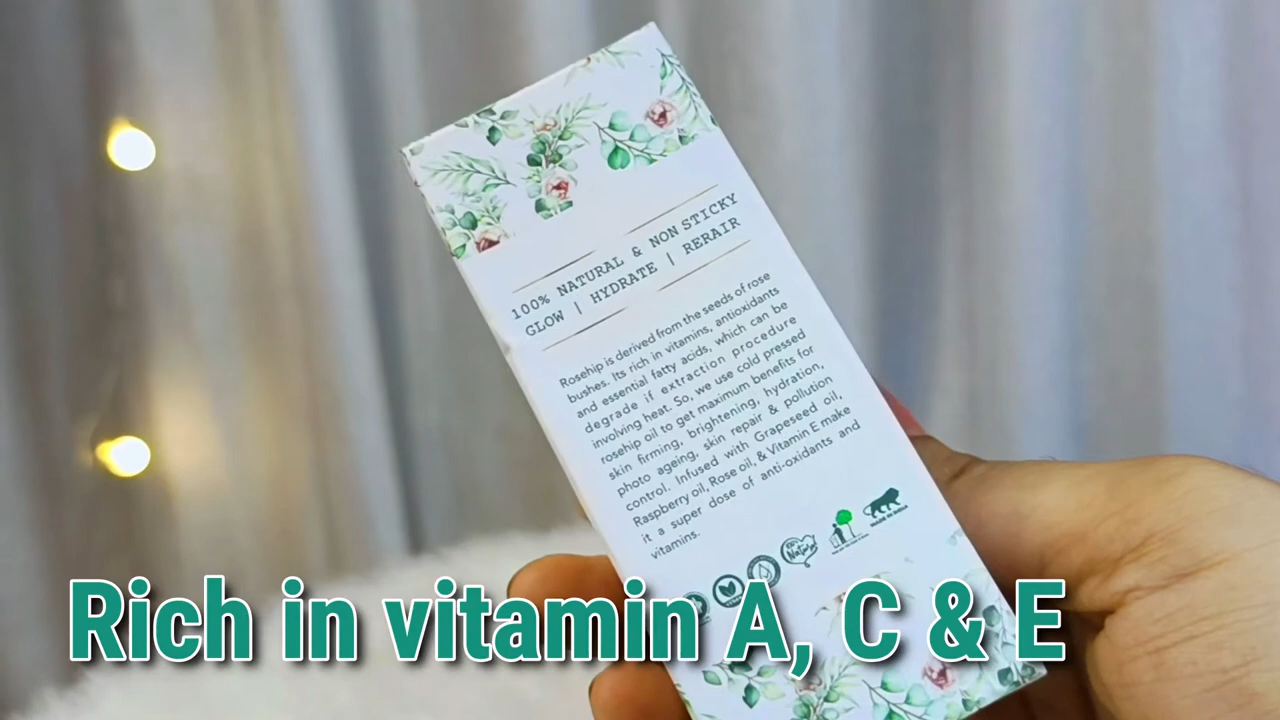 100% NATURAL & NON STICKY
GLOW | HYDRATE | RERAIR
Rosehip is derived from the seeds of rose
bushes. Its rich in vitamins, antioxidants
and essential fatty acids, which can be
degrade if extraction procedure
involving heat. So, we use cold pressed
rosehip oil to get maximum benefits for
skin firming, brightening, hydration,
photo ageing, skin repair & pollution
control. Infused with Grapeseed oil,
Raspberry oil, Rose oil, & Vitamin E make
it a super dose of anti-oxidants and
vitamins.
Natural
MADE IN INDIA
Rich in vitamin A, C & E